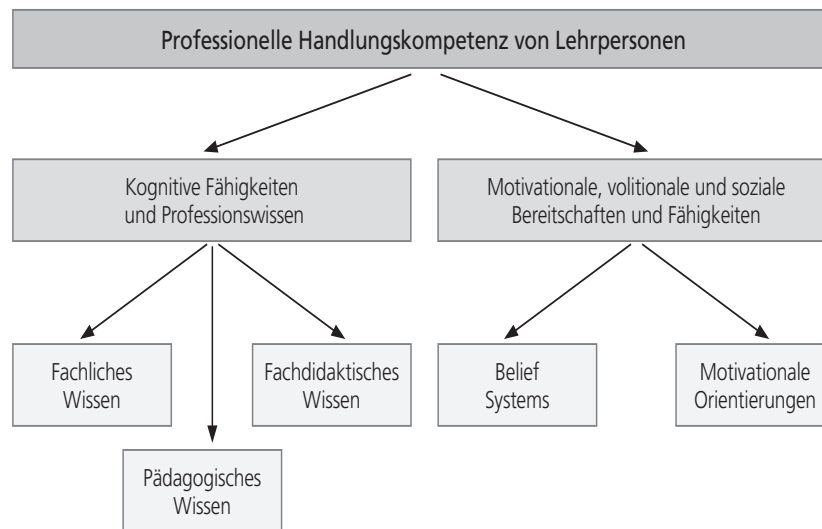 Professionelle Handlungskompetenz von Lehrpersonen
Kognitive Fähigkeiten
und Professionswissen
Motivationale, volitionale und soziale
Bereitschaften und Fähigkeiten
Fachliches
Wissen
Fachdidaktisches
Wissen
Belief
Systems
Motivationale
Orientierungen
Pädagogisches
Wissen